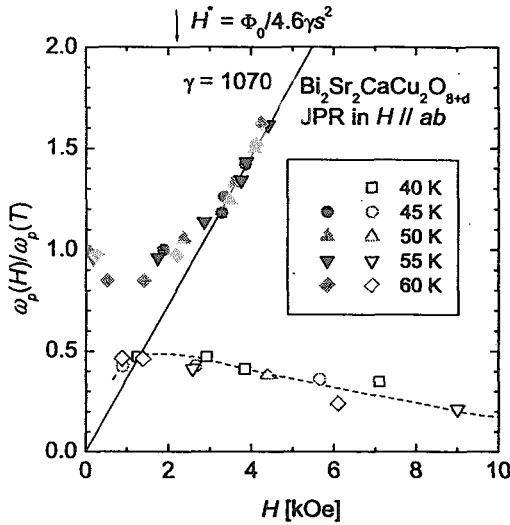 H* = Φ₀/4.6γs²
γ = 1070
Bi₂Sr₂CaCu₂O₈₊d
JPR in H // ab
40 K
45 K
50 K
55 K
60 K
2.0
1.5
1.0
0.5
0.0
ωp(H)/ωp(T)
0 2 4 6 8 10
H [kOe]